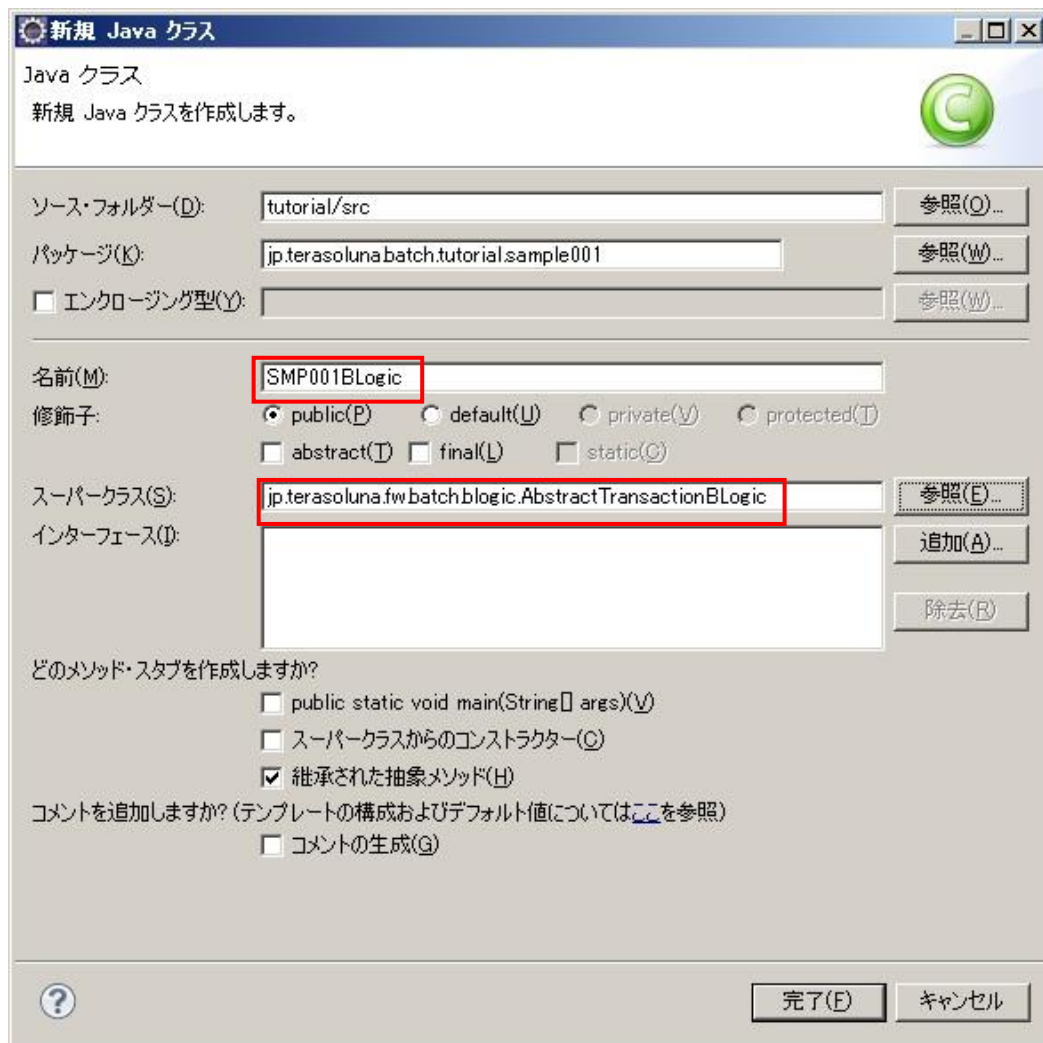 新規 Java クラス
Java クラス
新規 Java クラスを作成します。
ソース・フォルダー(D): tutorial/src 参照(O)...
パッケージ(K): jp.terasoluna.batch.tutorial.sample001 参照(W)...
エンクロージング型(Y): 参照(W)...
名前(M): SMP001BLogic
修飾子: public(P) default(U) private(V) protected(T)
abstract(T) final(L) static(C)
スーパークラス(S): jp.terasoluna.fw.batch.blogic.AbstractTransactionBLogic 参照(E)...
インターフェース(I): 追加(A)...
除去(R)
どのメソッド・スタブを作成しますか?
public static void main(String[] args)(V)
スーパークラスからのコンストラクター(C)
継承された抽象メソッド(H)
コメントを追加しますか? (テンプレートの構成およびデフォルト値についてはここを参照)
コメントの生成(G)
? 完了(F) キャンセル